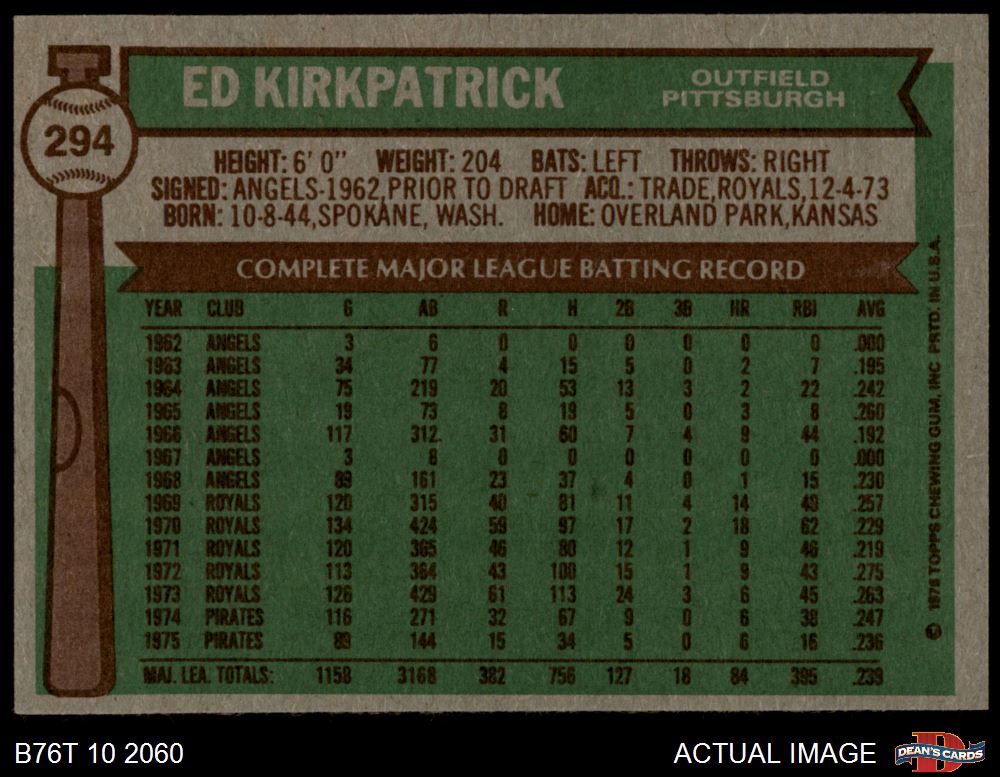 294
ED KIRKPATRICK
OUTFIELD
PITTSBURGH
HEIGHT: 6' 0" WEIGHT: 204 BATS: LEFT THROWS: RIGHT
SIGNED: ANGELS-1962, PRIOR TO DRAFT ACQ.: TRADE, ROYALS, 12-4-73
BORN: 10-8-44, SPOKANE, WASH. HOME: OVERLAND PARK, KANSAS
COMPLETE MAJOR LEAGUE BATTING RECORD
YEAR CLUB G AB R H 2B 3B HR RBI AVG
1962 ANGELS 3 6 0 0 0 0 0 0 .000
1963 ANGELS 34 77 4 15 5 0 2 7 .195
1964 ANGELS 75 219 20 53 13 3 2 22 .242
1965 ANGELS 19 73 8 19 5 0 3 8 .260
1966 ANGELS 117 312 31 60 7 4 9 44 .192
1967 ANGELS 3 8 0 0 0 0 0 0 .000
1968 ANGELS 89 161 23 37 4 0 1 15 .230
1969 ROYALS 120 315 40 81 11 4 14 49 .257
1970 ROYALS 134 424 59 97 17 2 18 62 .229
1971 ROYALS 120 365 46 80 12 1 9 46 .219
1972 ROYALS 113 364 43 100 15 1 9 43 .275
1973 ROYALS 126 429 61 113 24 3 6 45 .263
1974 PIRATES 116 271 32 67 9 0 6 38 .247
1975 PIRATES 89 144 15 34 5 0 6 16 .236
MAJ. LEA. TOTALS: 1158 3168 382 756 127 18 84 395 .239
©1976 TOPPS CHEWING GUM, INC PRTD. IN U.S.A.
B76T 10 2060
ACTUAL IMAGE
D
DEAN'S CARDS